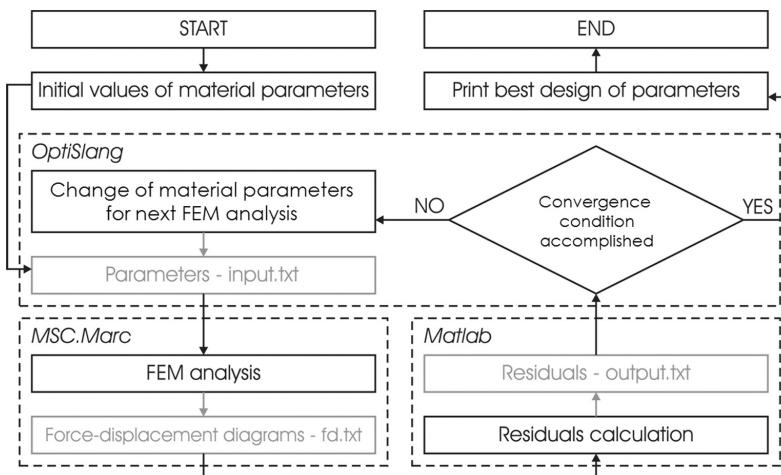 START
END
Initial values of material parameters
Print best design of parameters
OptiSlang
Change of material parameters
for next FEM analysis
NO
Convergence
condition
accomplished
YES
Parameters - input.txt
MSC.Marc
Matlab
FEM analysis
Residuals - output.txt
Force-displacement diagrams - fd.txt
Residuals calculation